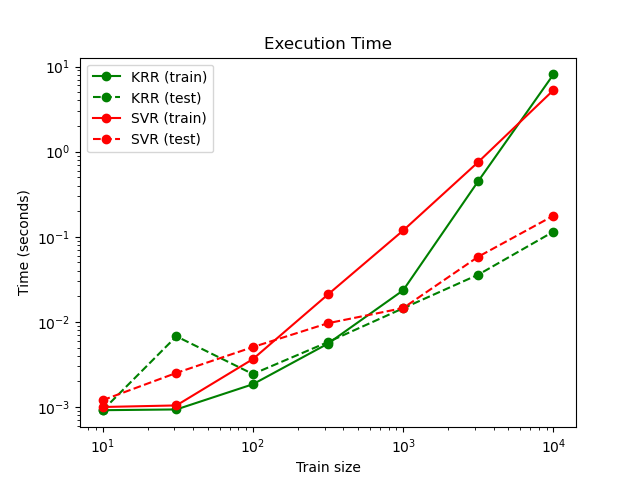 Execution Time
KRR (train)
KRR (test)
SVR (train)
SVR (test)
10¹
10⁰
10⁻¹
10⁻²
10⁻³
Time (seconds)
10¹ 10² 10³ 10⁴
Train size